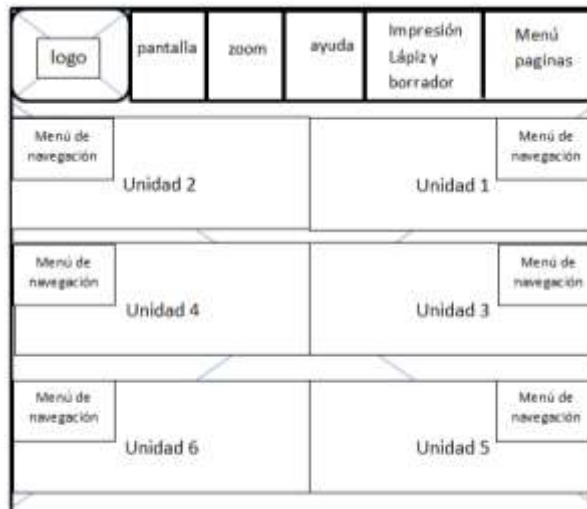 logo
pantalla
zoom
ayuda
Impresión
Lápiz y
borrador
Menú
paginas
Menú de
navegación
Unidad 2
Menú de
navegación
Unidad 1
Menú de
navegación
Unidad 4
Menú de
navegación
Unidad 3
Menú de
navegación
Unidad 6
Menú de
navegación
Unidad 5